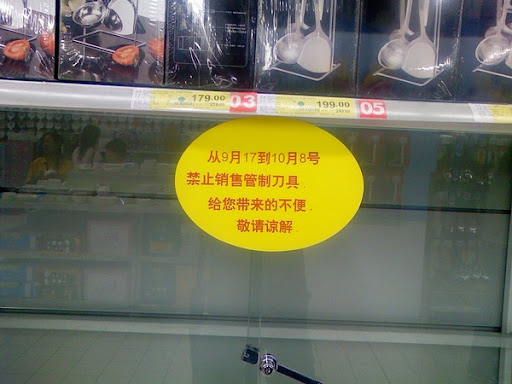 179.00
03
199.00
05
从9月17到10月8号
禁止销售管制刀具.
给您带来的不便.
敬请谅解.